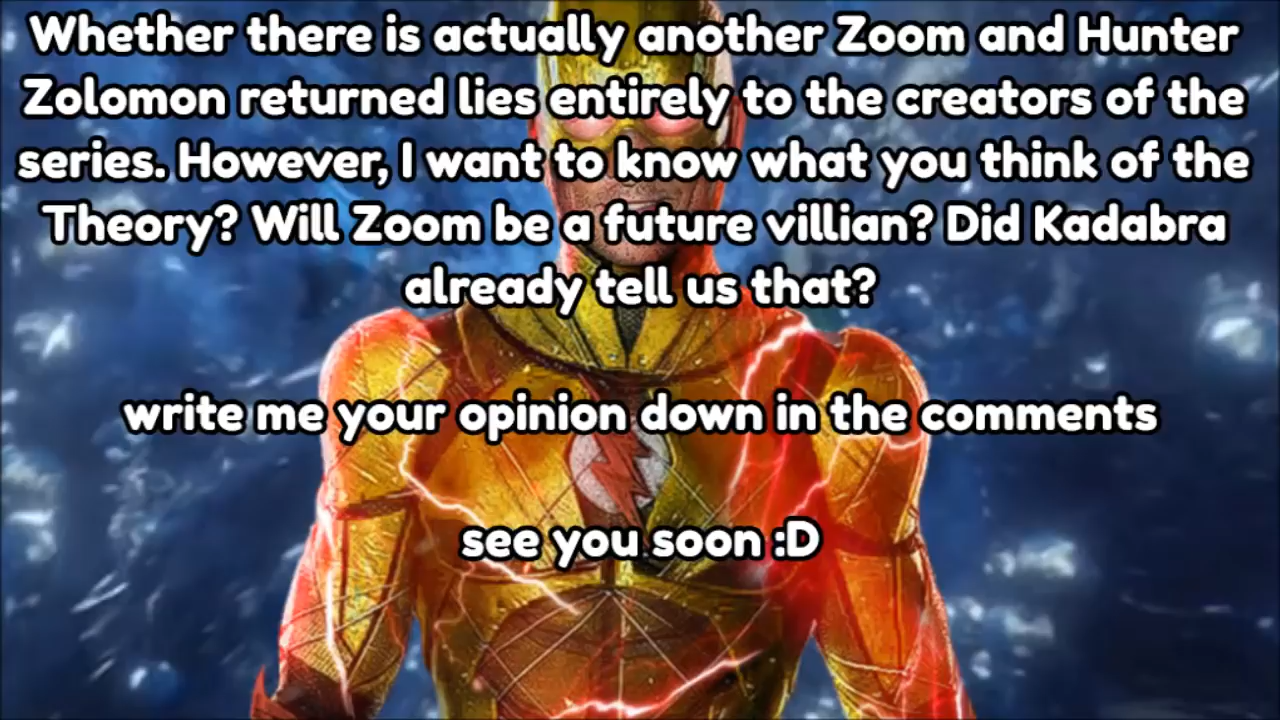 Whether there is actually another Zoom and Hunter
Zolomon returned lies entirely to the creators of the
series. However, I want to know what you think of the
Theory? Will Zoom be a future villian? Did Kadabra
already tell us that?
write me your opinion down in the comments
see you soon :D